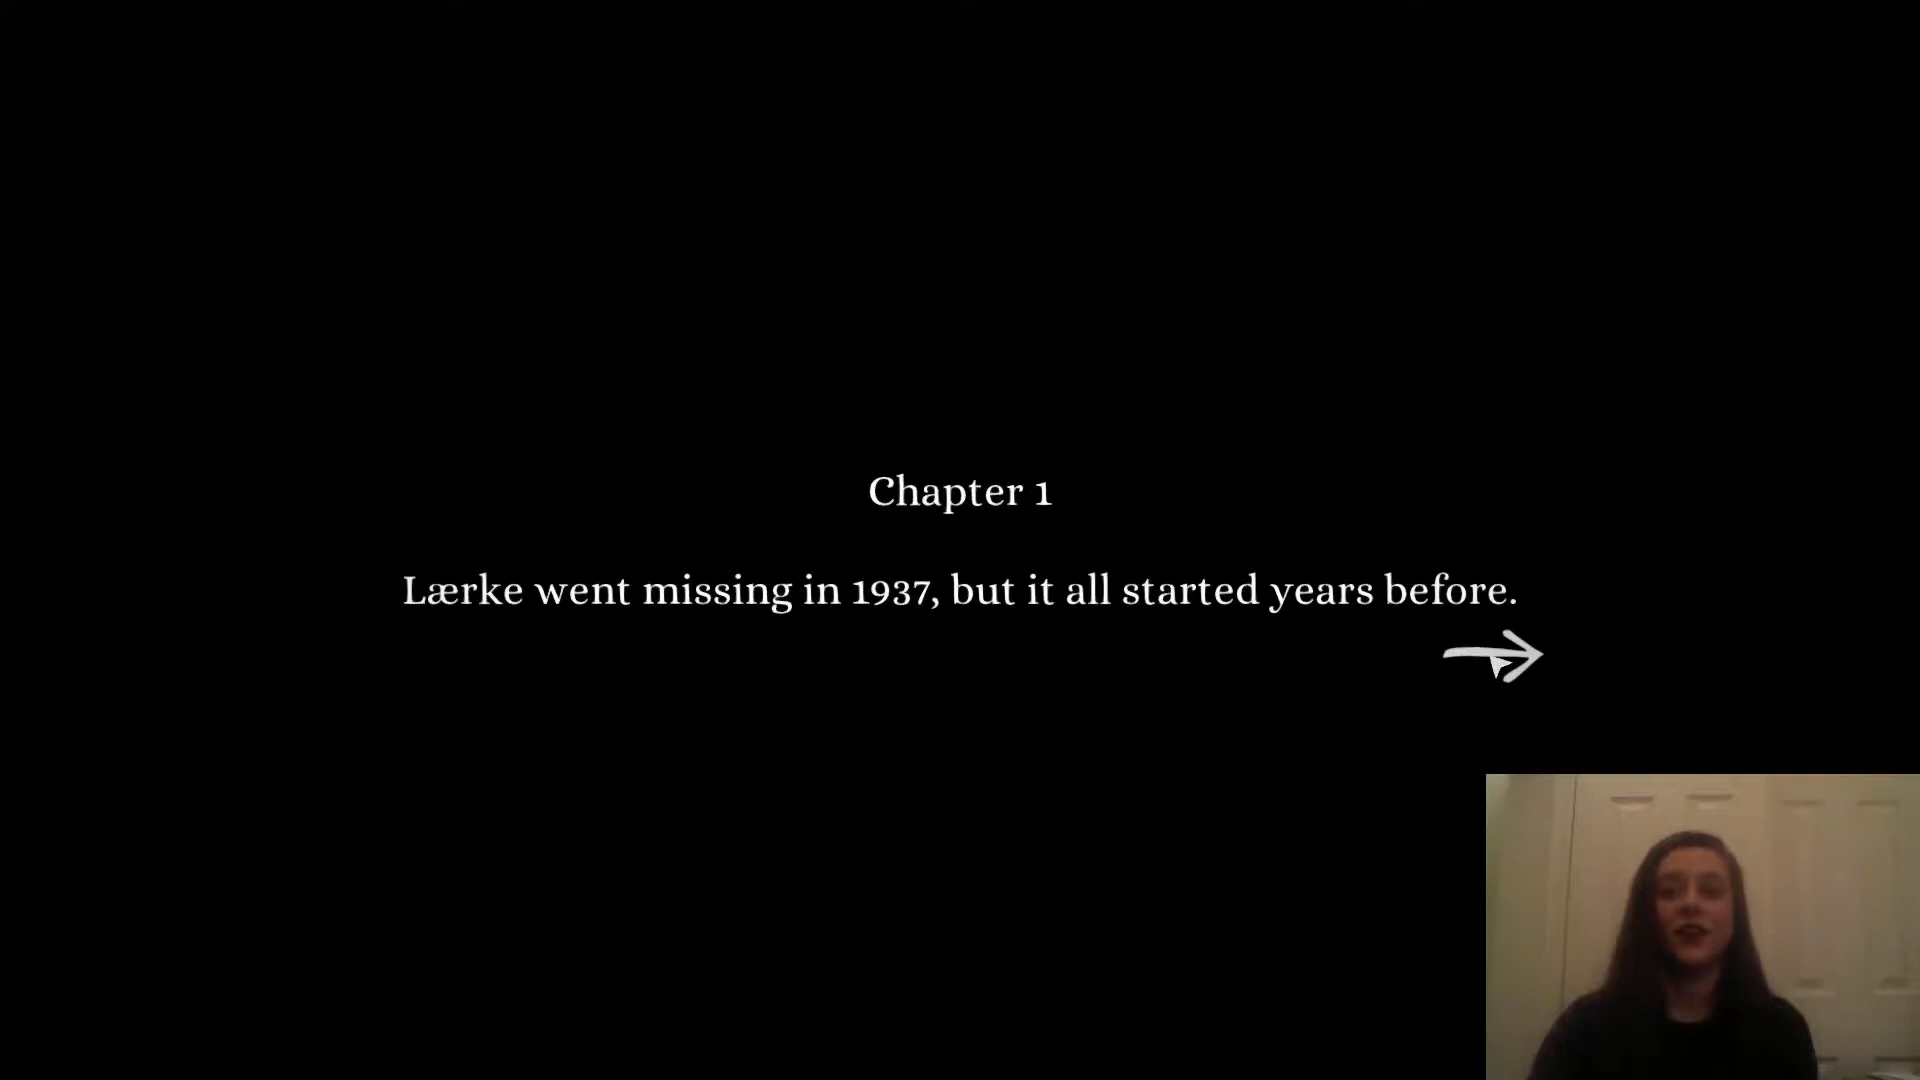 Chapter 1
Lærke went missing in 1937, but it all started years before.